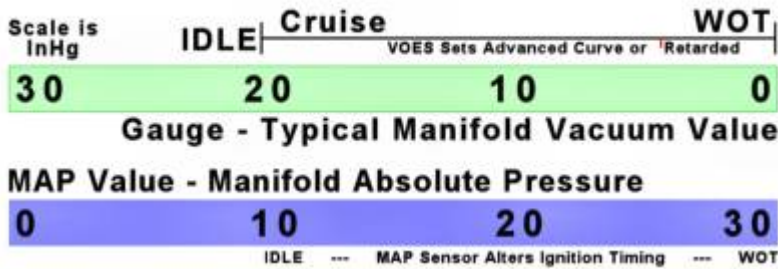 Scale is
InHg
IDLE Cruise WOT
VOES Sets Advanced Curve or Retarded
30 20 10 0
Gauge - Typical Manifold Vacuum Value
MAP Value - Manifold Absolute Pressure
0 10 20 30
IDLE --- MAP Sensor Alters Ignition Timing --- WOT